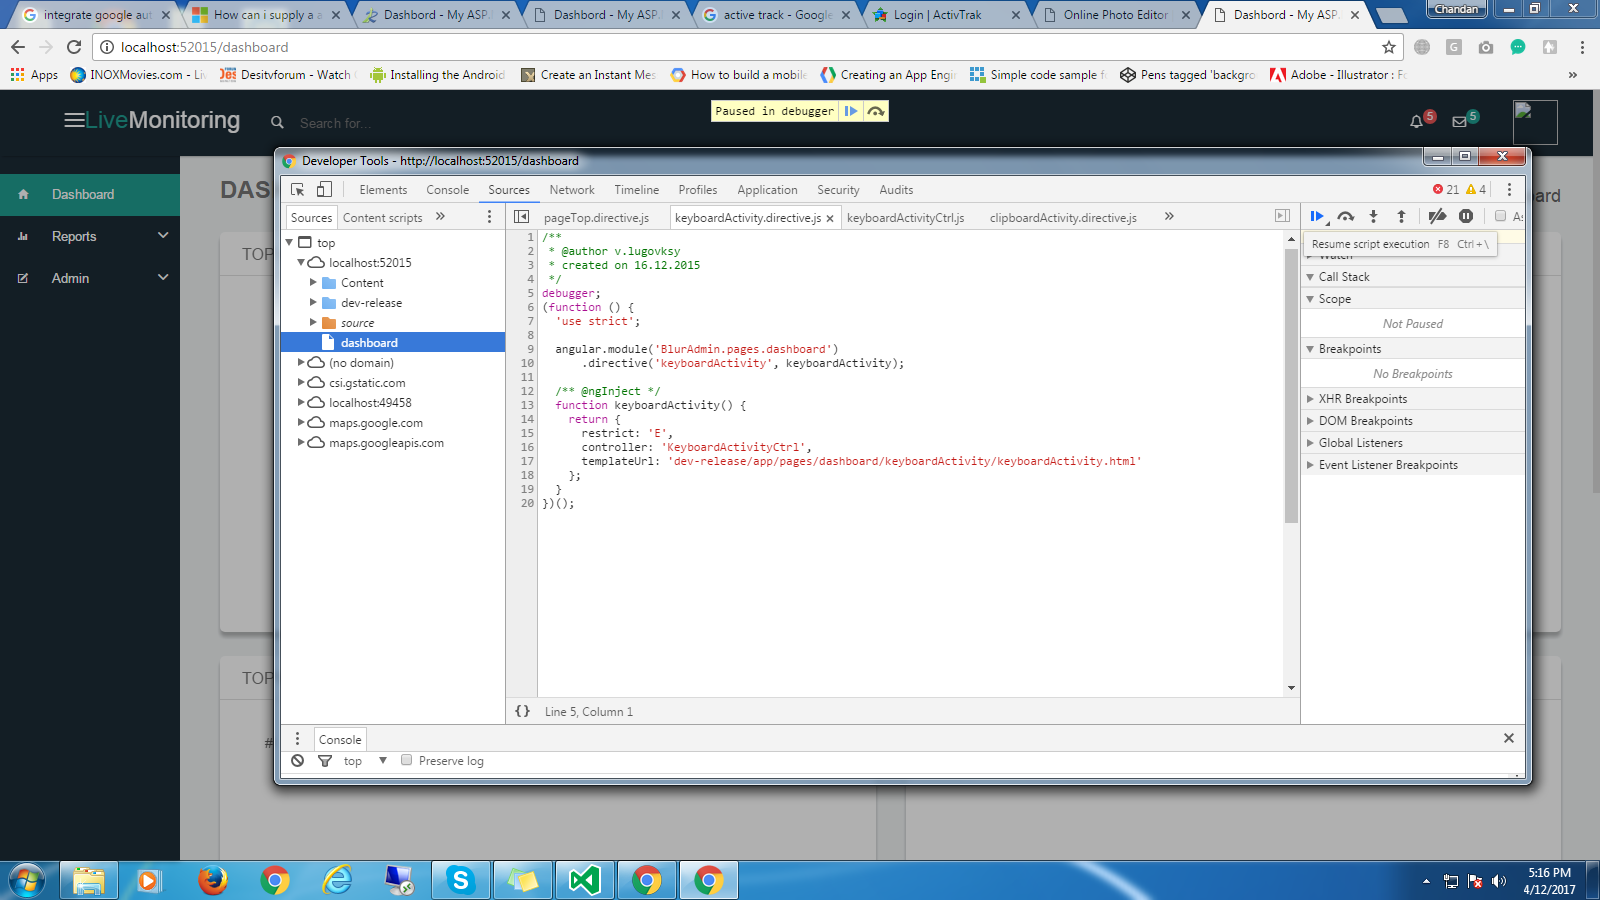 integrate google aut
How can i supply a a
Dashbord - My ASP.
Dashbord - My ASP.
active track - Google
Login | ActivTrak
Online Photo Editor
Dashbord - My ASP.
Chandan
localhost:52015/dashboard
Apps
INOXMovies.com - Liv
Desitvforum - Watch
Installing the Android
Create an Instant Mes
How to build a mobile
Creating an App Engi
Simple code sample f
Pens tagged 'backgro
Adobe - Illustrator : Fo
»
LiveMonitoring
Search for...
Paused in debugger
5
5
Dashboard
Reports
Admin
DAS
ard
TOP
TOP
#
Developer Tools - http://localhost:52015/dashboard
Elements
Console
Sources
Network
Timeline
Profiles
Application
Security
Audits
21
4
Sources
Content scripts
»
pageTop.directive.js
keyboardActivity.directive.js
keyboardActivityCtrl.js
clipboardActivity.directive.js
»
As
top
localhost:52015
Content
dev-release
source
dashboard
(no domain)
csi.gstatic.com
localhost:49458
maps.google.com
maps.googleapis.com
1 /**
2  * @author v.lugovksy
3  * created on 16.12.2015
4  */
5 debugger;
6 (function () {
7   'use strict';
8
9   angular.module('BlurAdmin.pages.dashboard')
10       .directive('keyboardActivity', keyboardActivity);
11
12   /** @ngInject */
13   function keyboardActivity() {
14     return {
15       restrict: 'E',
16       controller: 'KeyboardActivityCtrl',
17       templateUrl: 'dev-release/app/pages/dashboard/keyboardActivity/keyboardActivity.html'
18     };
19   }
20 })();
{}
Line 5, Column 1
Resume script execution F8 Ctrl+\
Watch
Call Stack
Scope
Not Paused
Breakpoints
No Breakpoints
XHR Breakpoints
DOM Breakpoints
Global Listeners
Event Listener Breakpoints
Console
top
Preserve log
5:16 PM
4/12/2017